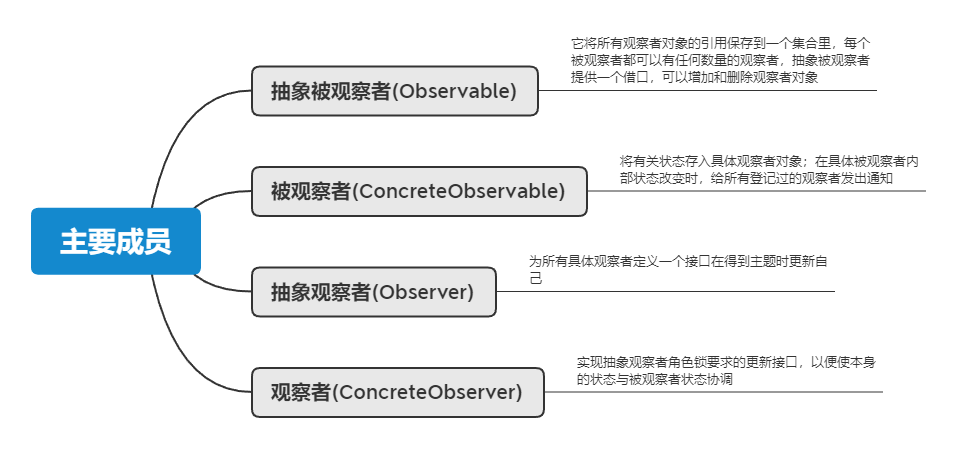 主要成员
抽象被观察者(Observable)
它将所有观察者对象的引用保存到一个集合里，每个
被观察者都可以有任何数量的观察者，抽象被观察者
提供一个借口，可以增加和删除观察者对象
被观察者(ConcreteObservable)
将有关状态存入具体观察者对象；在具体被观察者内
部状态改变时，给所有登记过的观察者发出通知
抽象观察者(Observer)
为所有具体观察者定义一个接口在得到主题时更新自
己
观察者(ConcreteObserver)
实现抽象观察者角色锁要求的更新接口，以便使本身
的状态与被观察者状态协调